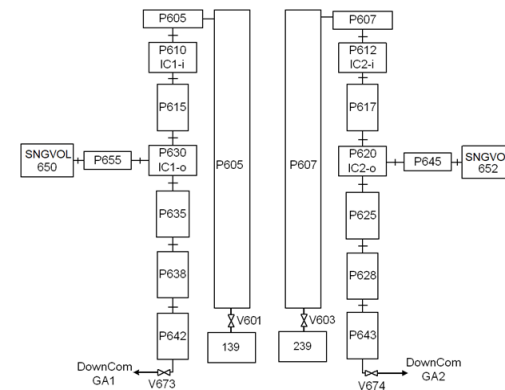 P605
P607
P610
IC1-i
P612
IC2-i
P615
P617
SNGVOL
650
P655
P630
IC1-o
P605
P607
P620
IC2-o
P645
SNGVO
652
P635
P625
P638
P628
P642
V601
V603
P643
139
239
DownCom
GA1
V673
V674
DownCom
GA2